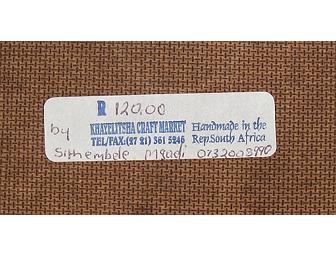 R 120.00
by KHAYELITSHA CRAFT MARKET Handmade in the
TEL/FAX:(27 21) 361 5246 Rep.South Africa
Sithembele